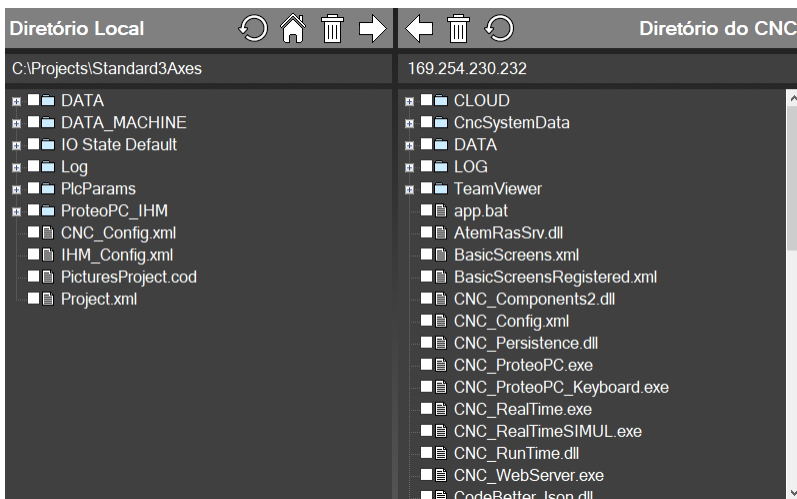 Diretório Local
C:\Projects\Standard3Axes
DATA
DATA_MACHINE
IO State Default
Log
PlcParams
ProteoPC_IHM
CNC_Config.xml
IHM_Config.xml
PicturesProject.cod
Project.xml
Diretório do CNC
169.254.230.232
CLOUD
CncSystemData
DATA
LOG
TeamViewer
app.bat
AtemRasSrv.dll
BasicScreens.xml
BasicScreensRegistered.xml
CNC_Components2.dll
CNC_Config.xml
CNC_Persistence.dll
CNC_ProteoPC.exe
CNC_ProteoPC_Keyboard.exe
CNC_RealTime.exe
CNC_RealTimeSIMUL.exe
CNC_RunTime.dll
CNC_WebServer.exe
CodeBetter.Json.dll